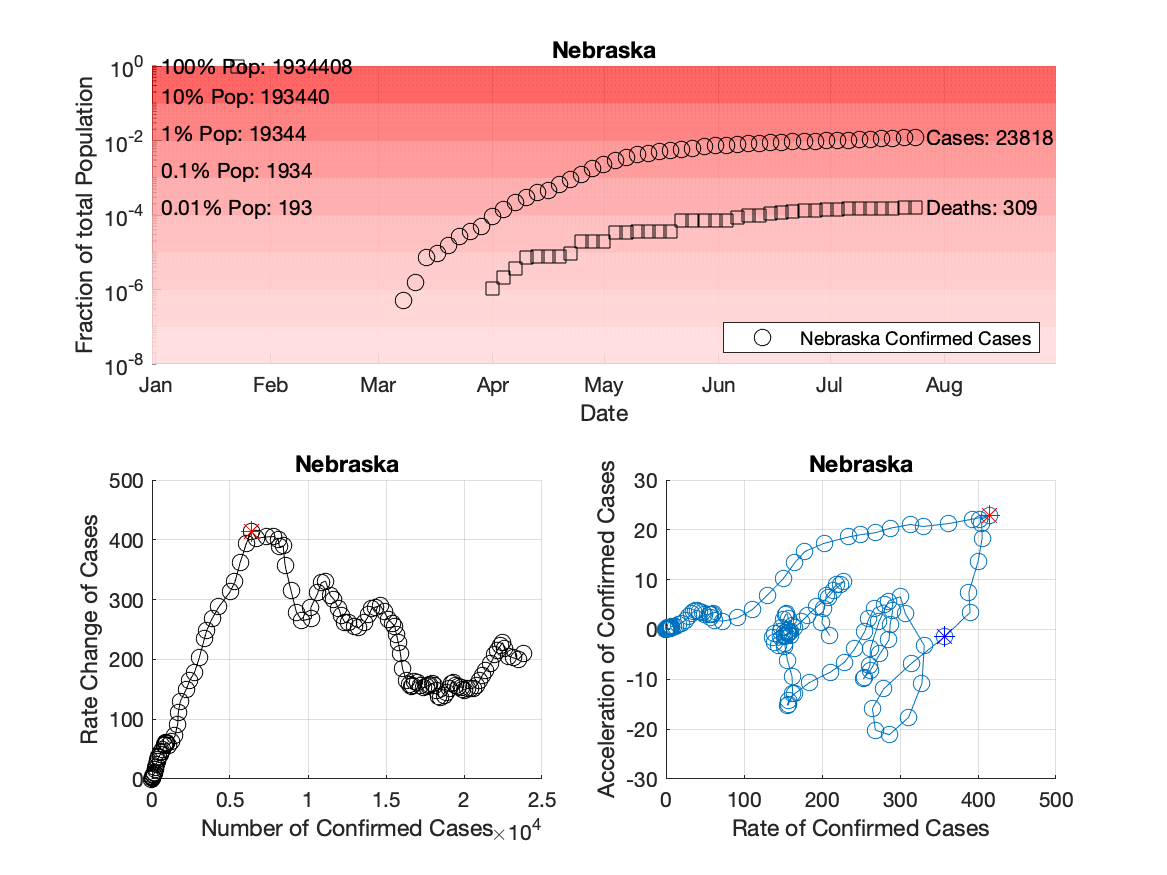 Nebraska
10^0
10^-2
10^-4
10^-6
10^-8
Fraction of total Population
100% Pop: 1934408
10% Pop: 193440
1% Pop: 19344
0.1% Pop: 1934
0.01% Pop: 193
Cases: 23818
Deaths: 309
Nebraska Confirmed Cases
Jan Feb Mar Apr May Jun Jul Aug
Date
Nebraska
500
400
300
200
100
0
Rate Change of Cases
0 0.5 1 1.5 2 2.5
Number of Confirmed Cases ×10^4
Nebraska
30
20
10
0
-10
-20
-30
Acceleration of Confirmed Cases
0 100 200 300 400 500
Rate of Confirmed Cases